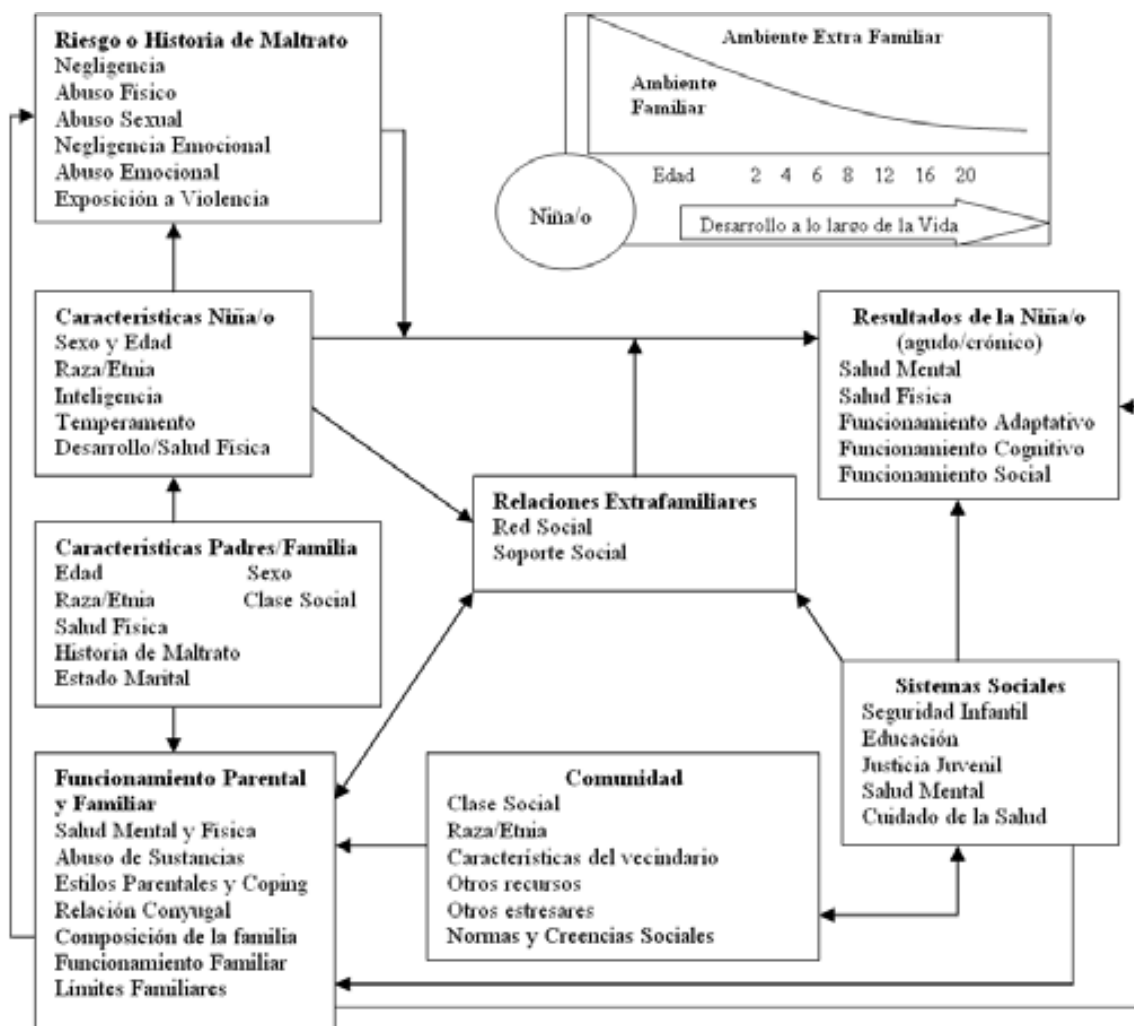 Riesgo o Historia de Maltrato
Negligencia
Abuso Físico
Abuso Sexual
Negligencia Emocional
Abuso Emocional
Exposición a Violencia
Ambiente Extra Familiar
Ambiente
Familiar
Edad 2 4 6 8 12 16 20
Niña/o
Desarrollo a lo largo de la Vida
Características Niña/o
Sexo y Edad
Raza/Etnia
Inteligencia
Temperamento
Desarrollo/Salud Física
Resultados de la Niña/o
(agudo/crónico)
Salud Mental
Salud Física
Funcionamiento Adaptativo
Funcionamiento Cognitivo
Funcionamiento Social
Relaciones Extrafamiliares
Red Social
Soporte Social
Características Padres/Familia
Edad Sexo
Raza/Etnia Clase Social
Salud Física
Historia de Maltrato
Estado Marital
Sistemas Sociales
Seguridad Infantil
Educación
Justicia Juvenil
Salud Mental
Cuidado de la Salud
Funcionamiento Parental
y Familiar
Salud Mental y Física
Abuso de Sustancias
Estilos Parentales y Coping
Relación Conyugal
Composición de la familia
Funcionamiento Familiar
Límites Familiares
Comunidad
Clase Social
Raza/Etnia
Características del vecindario
Otros recursos
Otros estresares
Normas y Creencias Sociales